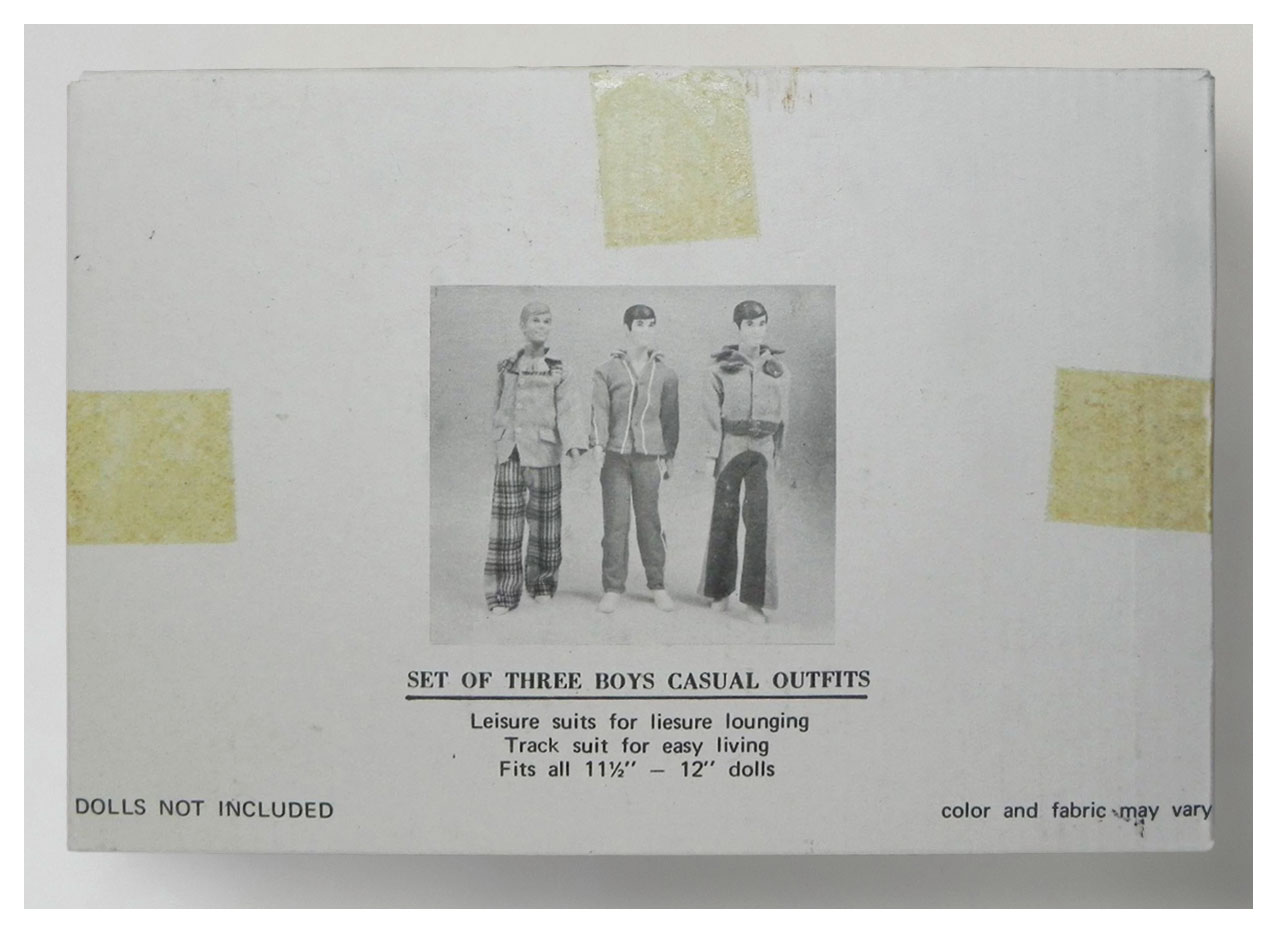 SET OF THREE BOYS CASUAL OUTFITS
Leisure suits for liesure lounging
Track suit for easy living
Fits all 11½″ – 12″ dolls
DOLLS NOT INCLUDED
color and fabric may vary